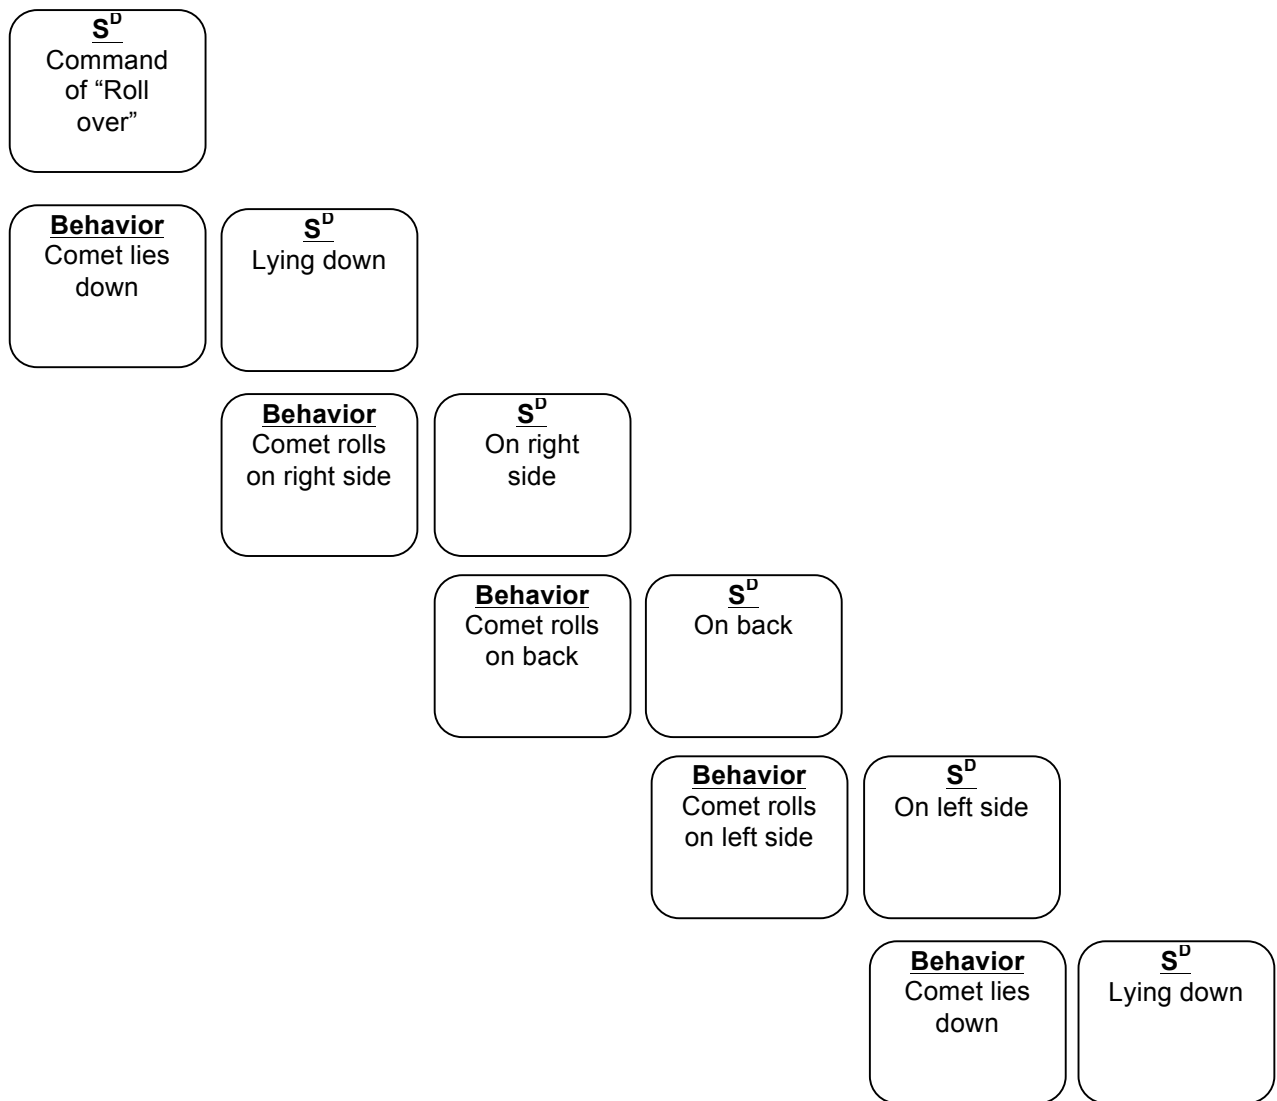 S^D
Command
of “Roll
over”
Behavior
Comet lies
down
S^D
Lying down
Behavior
Comet rolls
on right side
S^D
On right
side
Behavior
Comet rolls
on back
S^D
On back
Behavior
Comet rolls
on left side
S^D
On left side
Behavior
Comet lies
down
S^D
Lying down